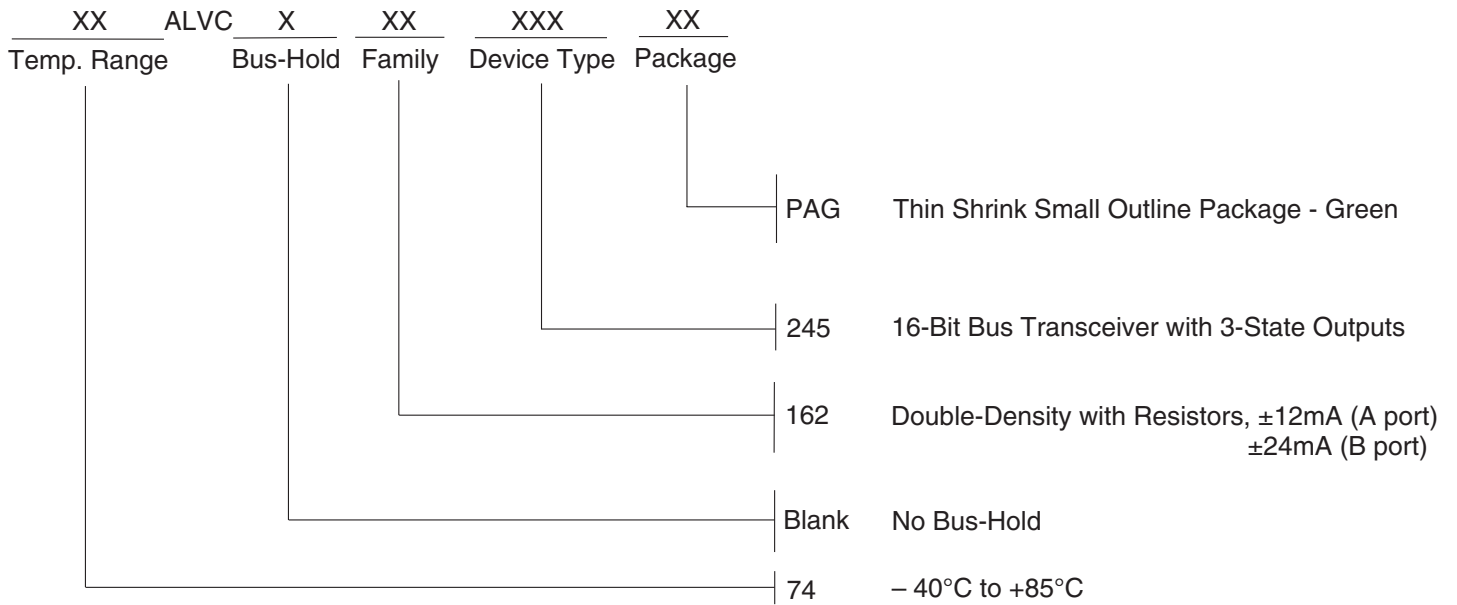 XX ALVC X XX XXX XX
Temp. Range Bus-Hold Family Device Type Package
PAG Thin Shrink Small Outline Package - Green
245 16-Bit Bus Transceiver with 3-State Outputs
162 Double-Density with Resistors, ±12mA (A port)
±24mA (B port)
Blank No Bus-Hold
74 – 40°C to +85°C